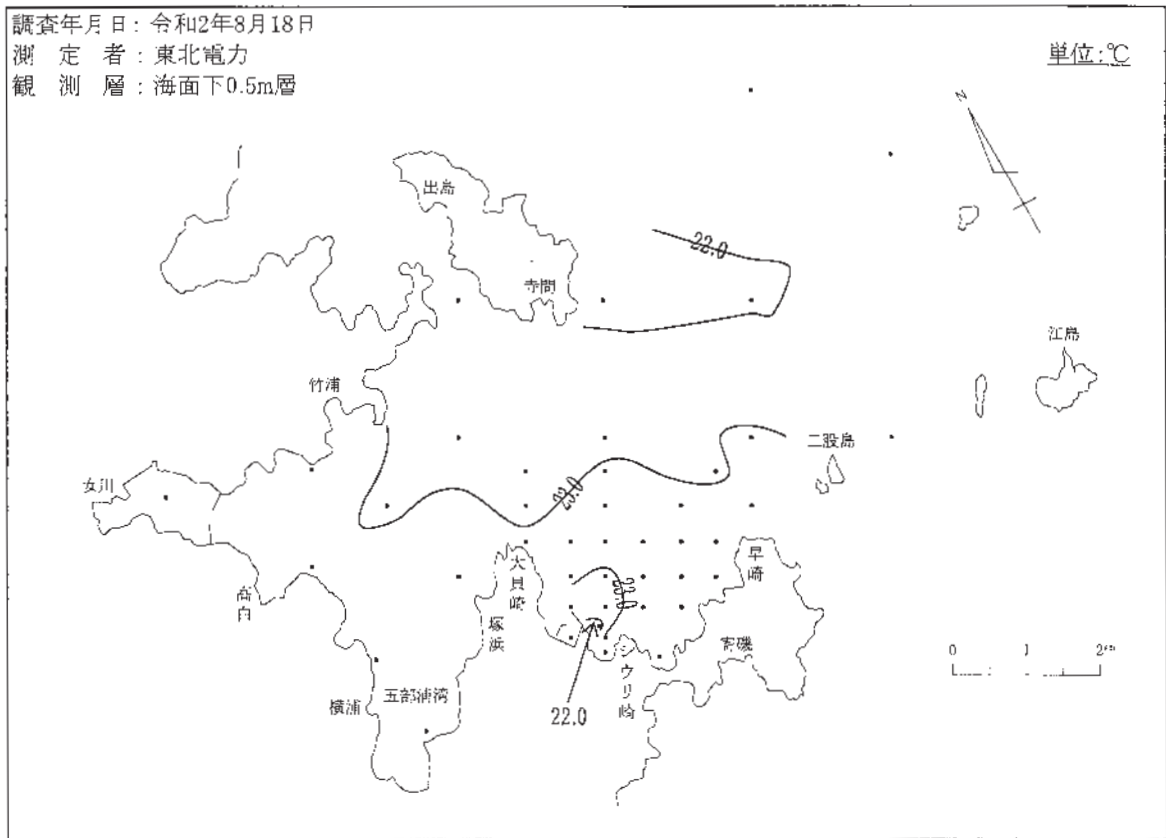 調査年月日：令和2年8月18日
測 定 者：東北電力
観 測 層：海面下0.5m層
単位:℃
N
出島
22.0
寺間
江島
竹浦
二股島
女川
23.0
大貝崎
早崎
高白
23.0
塚浜
寄磯
シウリ崎
0 1 2km
五部浦湾
横浦
22.0